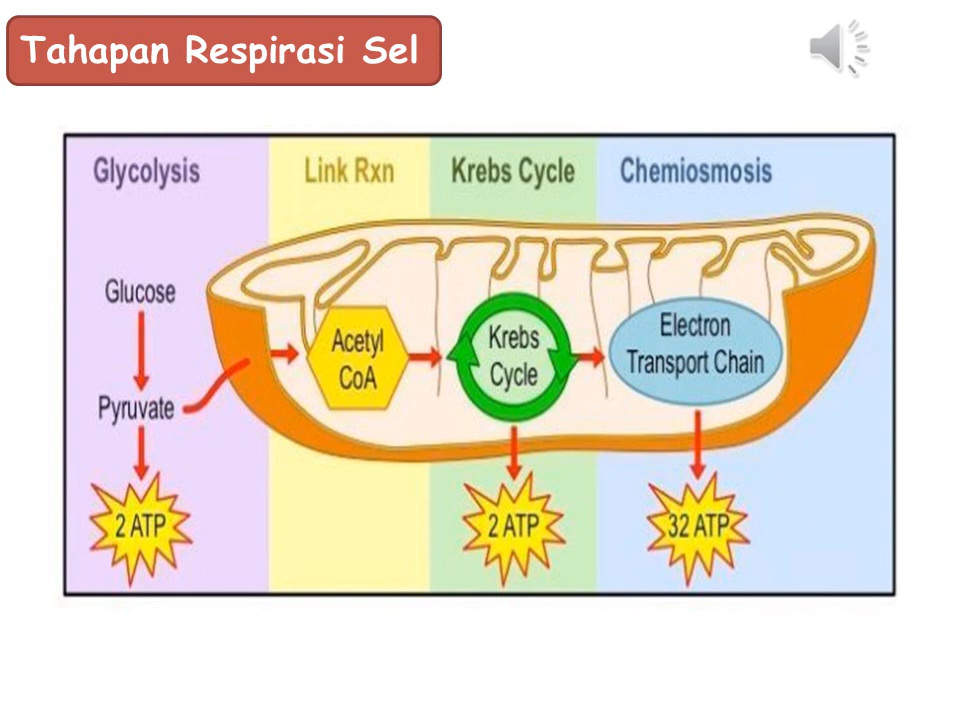 Tahapan Respirasi Sel
Glycolysis
Link Rxn
Krebs Cycle
Chemiosmosis
Glucose
Pyruvate
2 ATP
Acetyl
CoA
Krebs
Cycle
2 ATP
Electron
Transport Chain
32 ATP